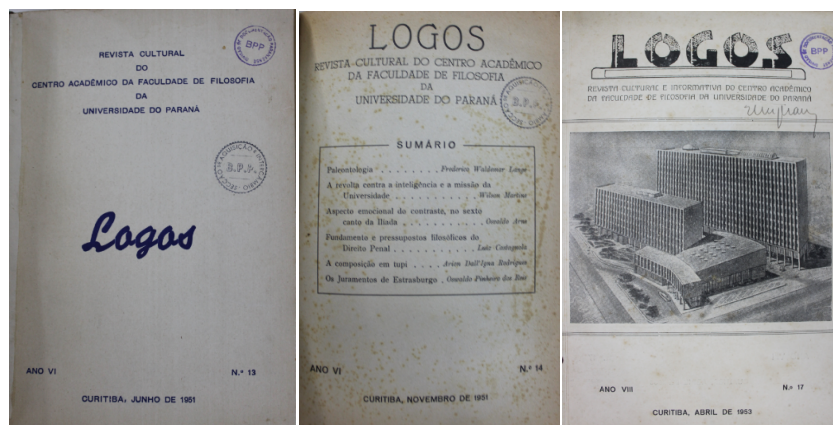 REVISTA CULTURAL
DO
CENTRO ACADÊMICO DA FACULDADE DE FILOSOFIA
DA
UNIVERSIDADE DO PARANÁ
BPP
B.P.P.
Logos
ANO VI N.º 13
CURITIBA, JUNHO DE 1951
LOGOS
REVISTA CULTURAL DO CENTRO ACADÊMICO
DA FACULDADE DE FILOSOFIA
DA
UNIVERSIDADE DO PARANÁ
B.P.P.
SUMÁRIO
Paleontologia . . . . . . . . Frederico Waldemar Lange
A revolta contra a inteligência e a missão da
Universidade . . . . . . . . . . Wilson Martins
Aspecto emocional do contraste, no sexto
canto da Ilíada . . . . . . . . . Osvaldo Arns
Fundamento e pressupostos filosóficos do
Direito Penal . . . . . . . . . . Luiz Castagnola
A composição em tupi . . . . Arion Dall'Igna Rodrigues
Os Juramentos de Estrasburgo . Oswaldo Pinheiro dos Reis
ANO VI N.º 14
CURITIBA, NOVEMBRO DE 1951
LOGOS
BPP
REVISTA CULTURAL E INFORMATIVA DO CENTRO ACADÊMICO
DA FACULDADE DE FILOSOFIA DA UNIVERSIDADE DO PARANÁ
ANO VIII N.º 17
CURITIBA, ABRIL DE 1953